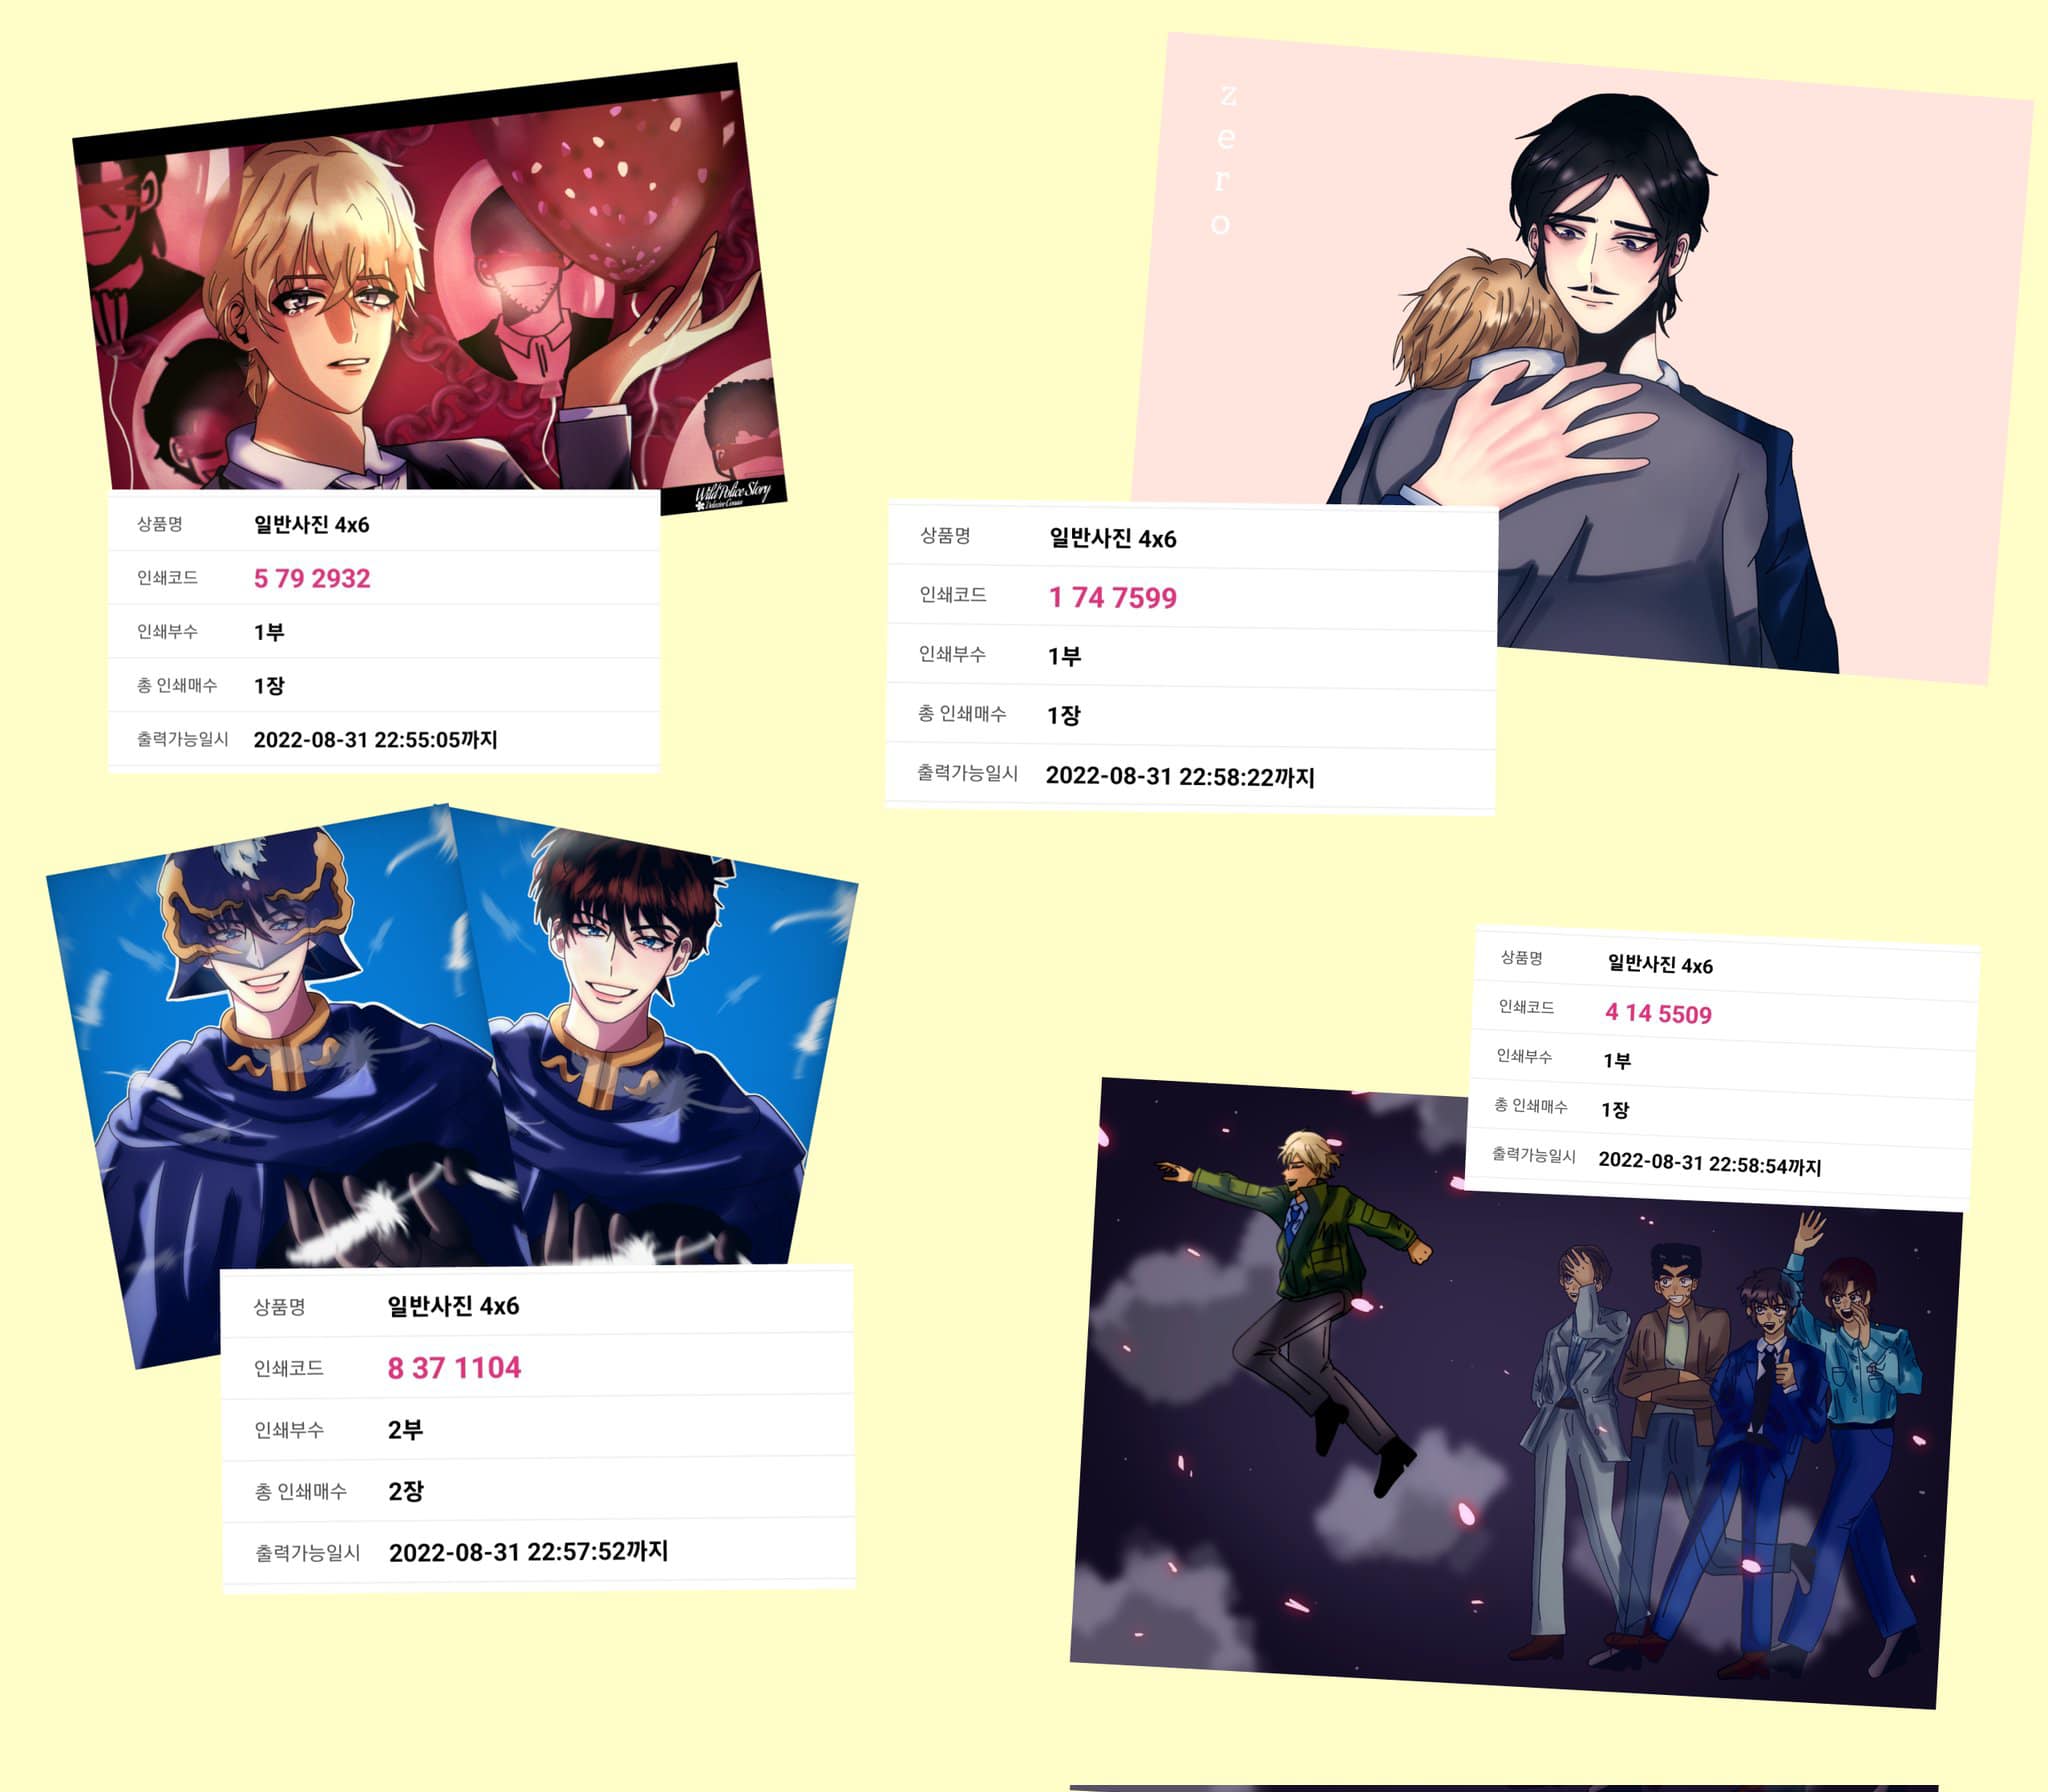 Wild Police Story
Detective Conan
상품명 일반사진 4x6
인쇄코드 5 79 2932
인쇄부수 1부
총 인쇄매수 1장
출력가능일시 2022-08-31 22:55:05까지
zero
상품명 일반사진 4x6
인쇄코드 1 74 7599
인쇄부수 1부
총 인쇄매수 1장
출력가능일시 2022-08-31 22:58:22까지
상품명 일반사진 4x6
인쇄코드 8 37 1104
인쇄부수 2부
총 인쇄매수 2장
출력가능일시 2022-08-31 22:57:52까지
상품명 일반사진 4x6
인쇄코드 4 14 5509
인쇄부수 1부
총 인쇄매수 1장
출력가능일시 2022-08-31 22:58:54까지